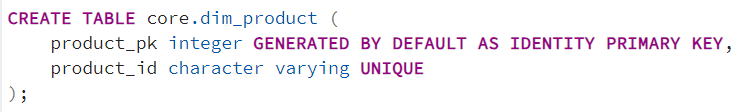 CREATE TABLE core.dim_product (
    product_pk integer GENERATED BY DEFAULT AS IDENTITY PRIMARY KEY,
    product_id character varying UNIQUE
);